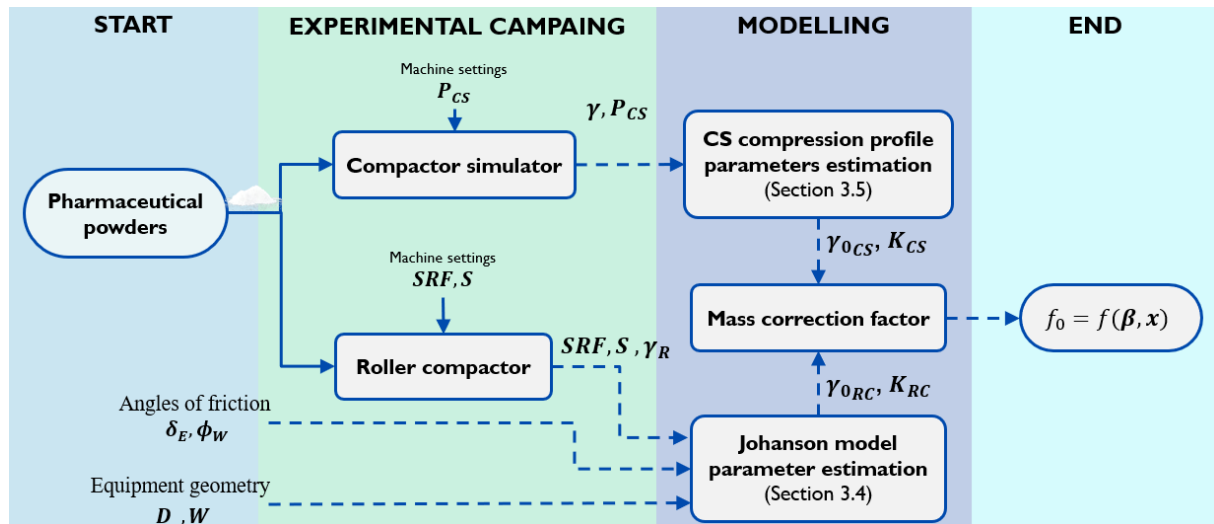 START
EXPERIMENTAL CAMPAING
MODELLING
END
Machine settings
P_CS
γ, P_CS
Compactor simulator
CS compression profile
parameters estimation
(Section 3.5)
Pharmaceutical
powders
γ_0CS, K_CS
Machine settings
SRF, S
Mass correction factor
f_0 = f(β, x)
SRF, S , γ_R
Roller compactor
γ_0RC, K_RC
Angles of friction
δ_E, ϕ_W
Johanson model
parameter estimation
(Section 3.4)
Equipment geometry
D , W